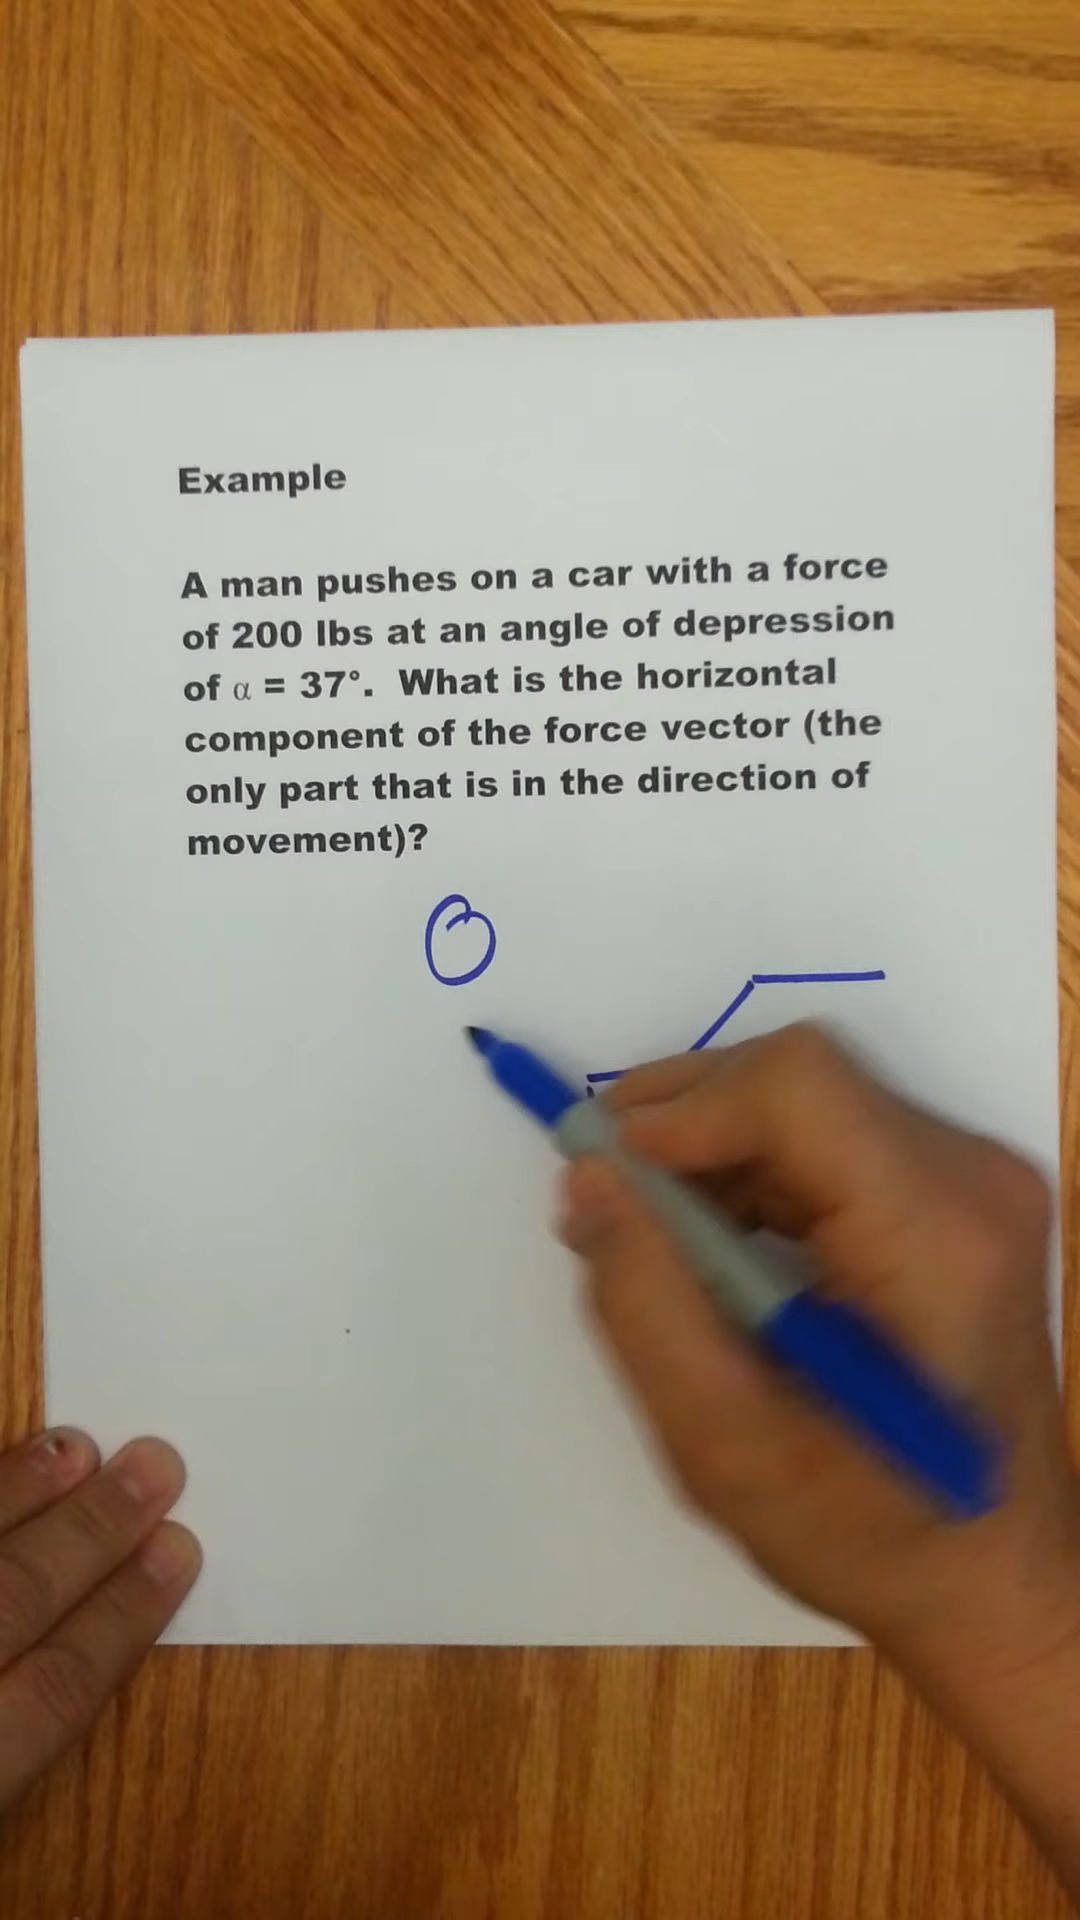 Example
A man pushes on a car with a force
of 200 lbs at an angle of depression
of α = 37°. What is the horizontal
component of the force vector (the
only part that is in the direction of
movement)?